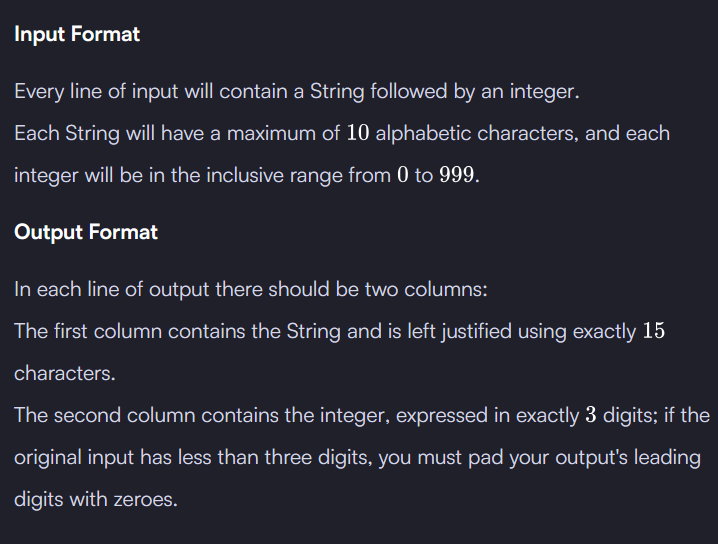 Input Format
Every line of input will contain a String followed by an integer.
Each String will have a maximum of 10 alphabetic characters, and each
integer will be in the inclusive range from 0 to 999.
Output Format
In each line of output there should be two columns:
The first column contains the String and is left justified using exactly 15
characters.
The second column contains the integer, expressed in exactly 3 digits; if the
original input has less than three digits, you must pad your output's leading
digits with zeroes.